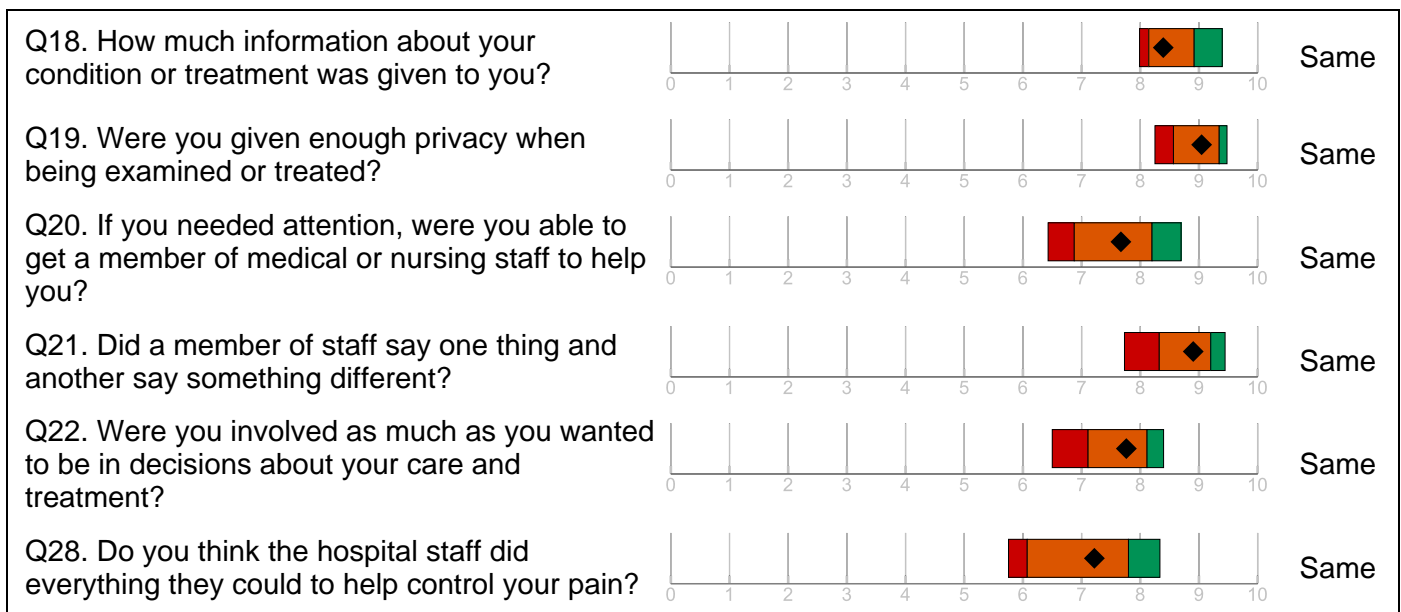 Q18. How much information about your
condition or treatment was given to you?
0 1 2 3 4 5 6 7 8 9 10
Same
Q19. Were you given enough privacy when
being examined or treated?
0 1 2 3 4 5 6 7 8 9 10
Same
Q20. If you needed attention, were you able to
get a member of medical or nursing staff to help
you?
0 1 2 3 4 5 6 7 8 9 10
Same
Q21. Did a member of staff say one thing and
another say something different?
0 1 2 3 4 5 6 7 8 9 10
Same
Q22. Were you involved as much as you wanted
to be in decisions about your care and
treatment?
0 1 2 3 4 5 6 7 8 9 10
Same
Q28. Do you think the hospital staff did
everything they could to help control your pain?
0 1 2 3 4 5 6 7 8 9 10
Same